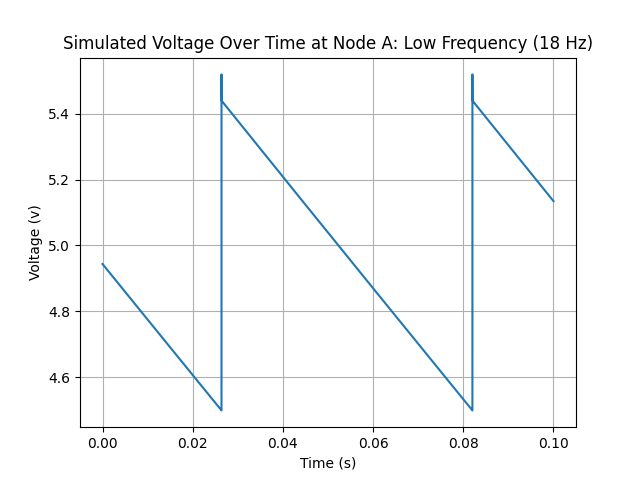 Simulated Voltage Over Time at Node A: Low Frequency (18 Hz)
5.4
5.2
5.0
4.8
4.6
Voltage (v)
0.00 0.02 0.04 0.06 0.08 0.10
Time (s)